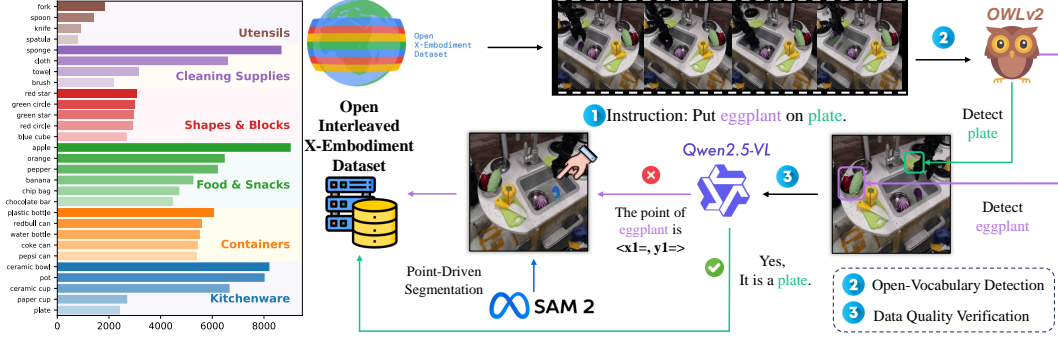 fork
spoon
knife
spatula
Utensils
sponge
cloth
towel
brush
Cleaning Supplies
red star
green circle
green star
red circle
blue cube
Shapes & Blocks
apple
orange
pepper
banana
chip bag
chocolate bar
Food & Snacks
plastic bottle
redbull can
water bottle
coke can
pepsi can
Containers
ceramic bowl
pot
ceramic cup
paper cup
plate
Kitchenware
0
2000
4000
6000
8000
Open
X-Embodiment
Dataset
Open
Interleaved
X-Embodiment
Dataset
1 Instruction: Put eggplant on plate.
2
OWLv2
Detect
plate
Detect
eggplant
3
Qwen2.5-VL
The point of
eggplant is
<x1=, y1=>
Yes,
It is a plate.
Point-Driven
Segmentation
SAM 2
2 Open-Vocabulary Detection
3 Data Quality Verification